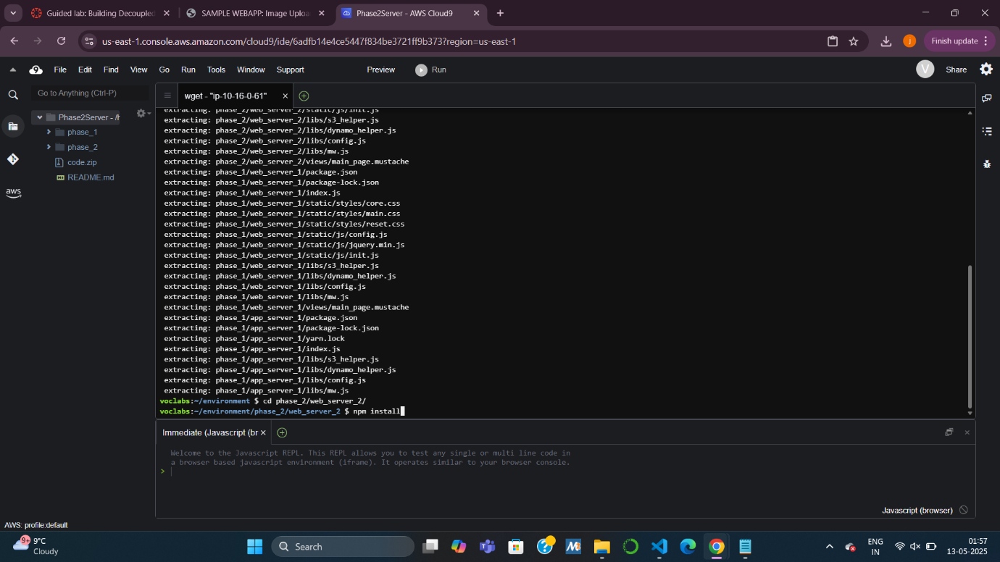 Guided lab: Building Decoupled
SAMPLE WEBAPP: Image Uploa
Phase2Server - AWS Cloud9
us-east-1.console.aws.amazon.com/cloud9/ide/6adfb14e4ce5447f834be3721ff9b373?region=us-east-1
j
Finish update
9
File
Edit
Find
View
Go
Run
Tools
Window
Support
Preview
Run
V
Share
Go to Anything (Ctrl-P)
wget - "ip-10-16-0-61"
Phase2Server - /h
phase_1
phase_2
code.zip
README.md
aws
extracting: phase_2/web_server_2/static/js/init.js
extracting: phase_2/web_server_2/libs/s3_helper.js
extracting: phase_2/web_server_2/libs/dynamo_helper.js
extracting: phase_2/web_server_2/libs/config.js
extracting: phase_2/web_server_2/libs/mw.js
extracting: phase_2/web_server_2/views/main_page.mustache
extracting: phase_1/web_server_1/package.json
extracting: phase_1/web_server_1/package-lock.json
extracting: phase_1/web_server_1/index.js
extracting: phase_1/web_server_1/static/styles/core.css
extracting: phase_1/web_server_1/static/styles/main.css
extracting: phase_1/web_server_1/static/styles/reset.css
extracting: phase_1/web_server_1/static/js/config.js
extracting: phase_1/web_server_1/static/js/jquery.min.js
extracting: phase_1/web_server_1/static/js/init.js
extracting: phase_1/web_server_1/libs/s3_helper.js
extracting: phase_1/web_server_1/libs/dynamo_helper.js
extracting: phase_1/web_server_1/libs/config.js
extracting: phase_1/web_server_1/libs/mw.js
extracting: phase_1/web_server_1/views/main_page.mustache
extracting: phase_1/app_server_1/package.json
extracting: phase_1/app_server_1/package-lock.json
extracting: phase_1/app_server_1/yarn.lock
extracting: phase_1/app_server_1/index.js
extracting: phase_1/app_server_1/libs/s3_helper.js
extracting: phase_1/app_server_1/libs/dynamo_helper.js
extracting: phase_1/app_server_1/libs/config.js
extracting: phase_1/app_server_1/libs/mw.js
voclabs:~/environment $ cd phase_2/web_server_2/
voclabs:~/environment/phase_2/web_server_2 $ npm install
Immediate (Javascript (br
Welcome to the Javascript REPL. This REPL allows you to test any single or multi line code in
a browser based javascript environment (iframe). It operates similar to your browser console.
>
Javascript (browser)
AWS: profile:default
9+
9°C
Cloudy
Search
ENG
IN
01:57
13-05-2025